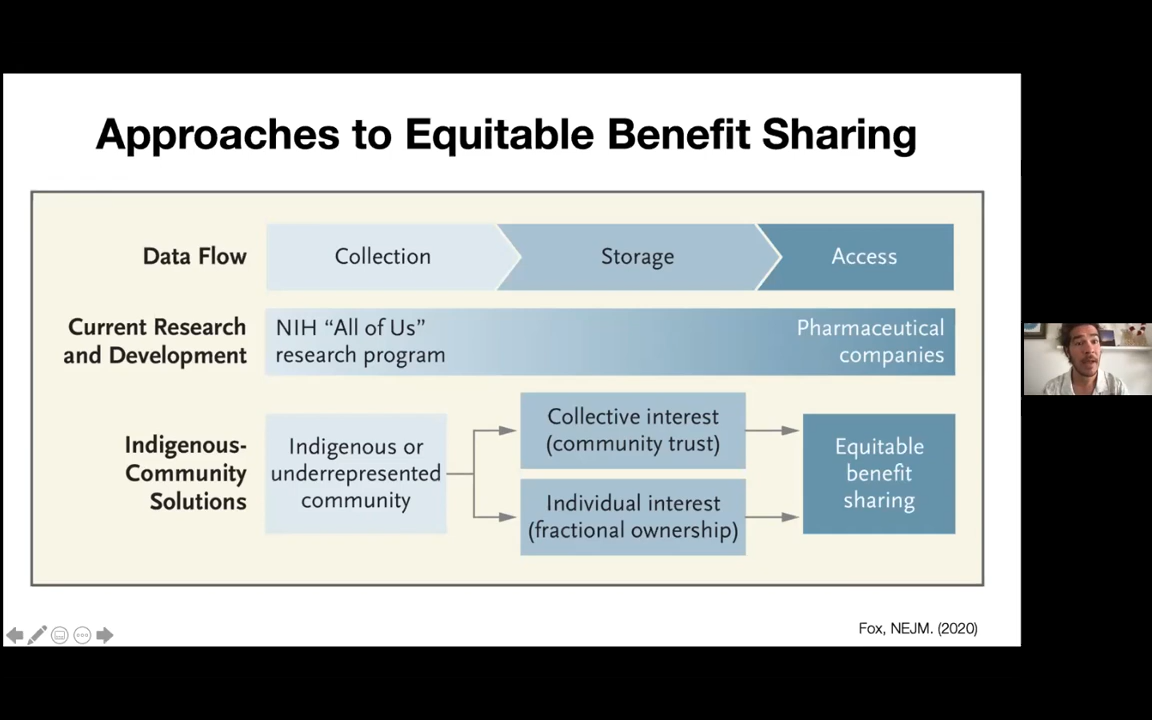 Approaches to Equitable Benefit Sharing
Data Flow
Collection
Storage
Access
Current Research
and Development
NIH “All of Us”
research program
Pharmaceutical
companies
Indigenous-
Community
Solutions
Indigenous or
underrepresented
community
Collective interest
(community trust)
Individual interest
(fractional ownership)
Equitable
benefit
sharing
Fox, NEJM. (2020)